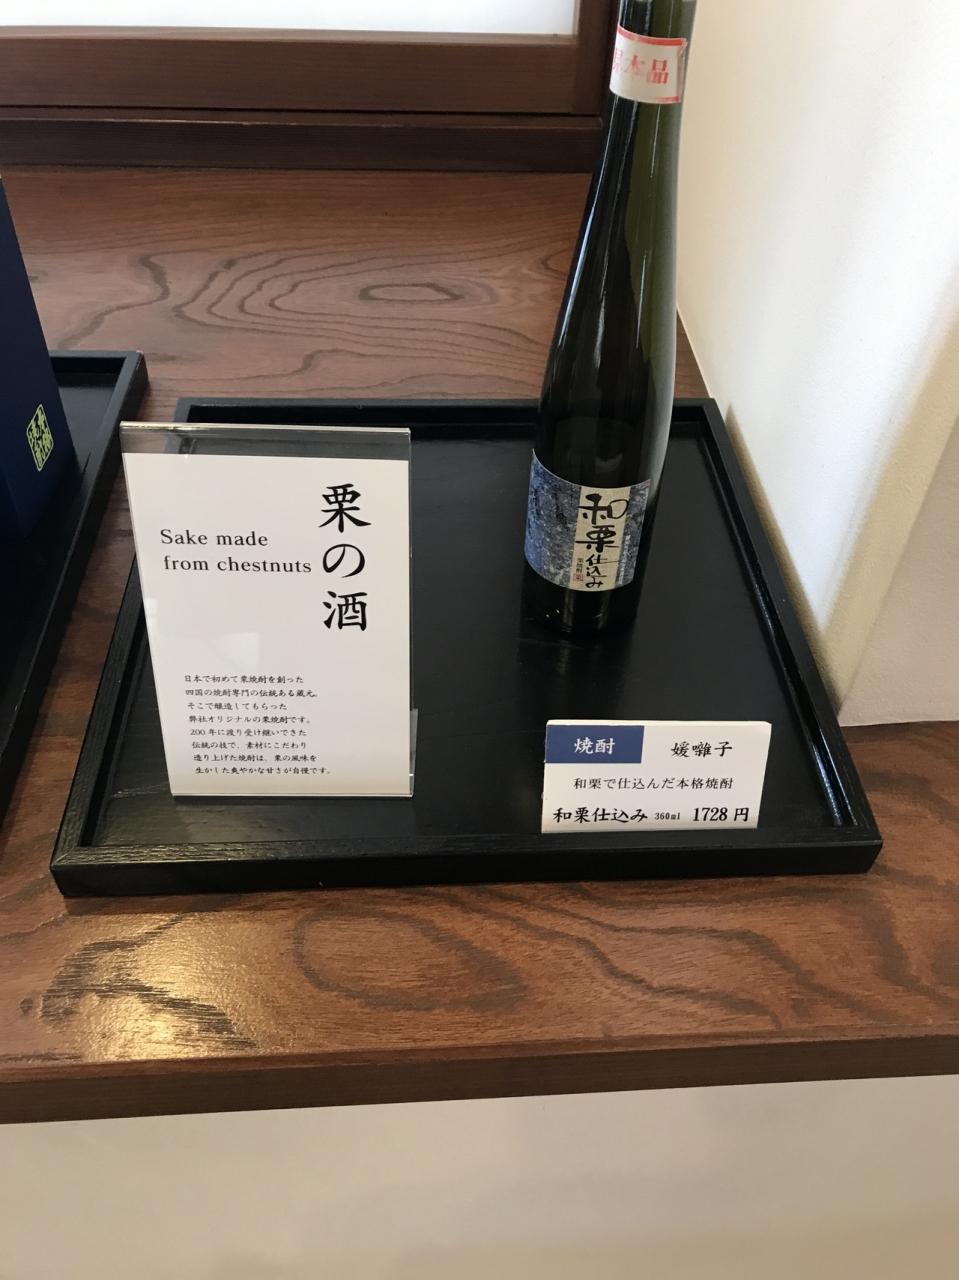 見本品
栗の酒
Sake made
from chestnuts
日本で初めて栗焼酎を創った
四国の焼酎専門の伝統ある蔵元。
そこで醸造してもらった
弊社オリジナルの栗焼酎です。
200年に渡り受け継いできた
伝統の技で、素材にこだわり
造り上げた焼酎は、栗の風味を
生かした爽やかな甘さが自慢です。
和栗仕込み
栗焼酎
焼酎 媛囃子
和栗で仕込んだ本格焼酎
和栗仕込み 360ml 1728円